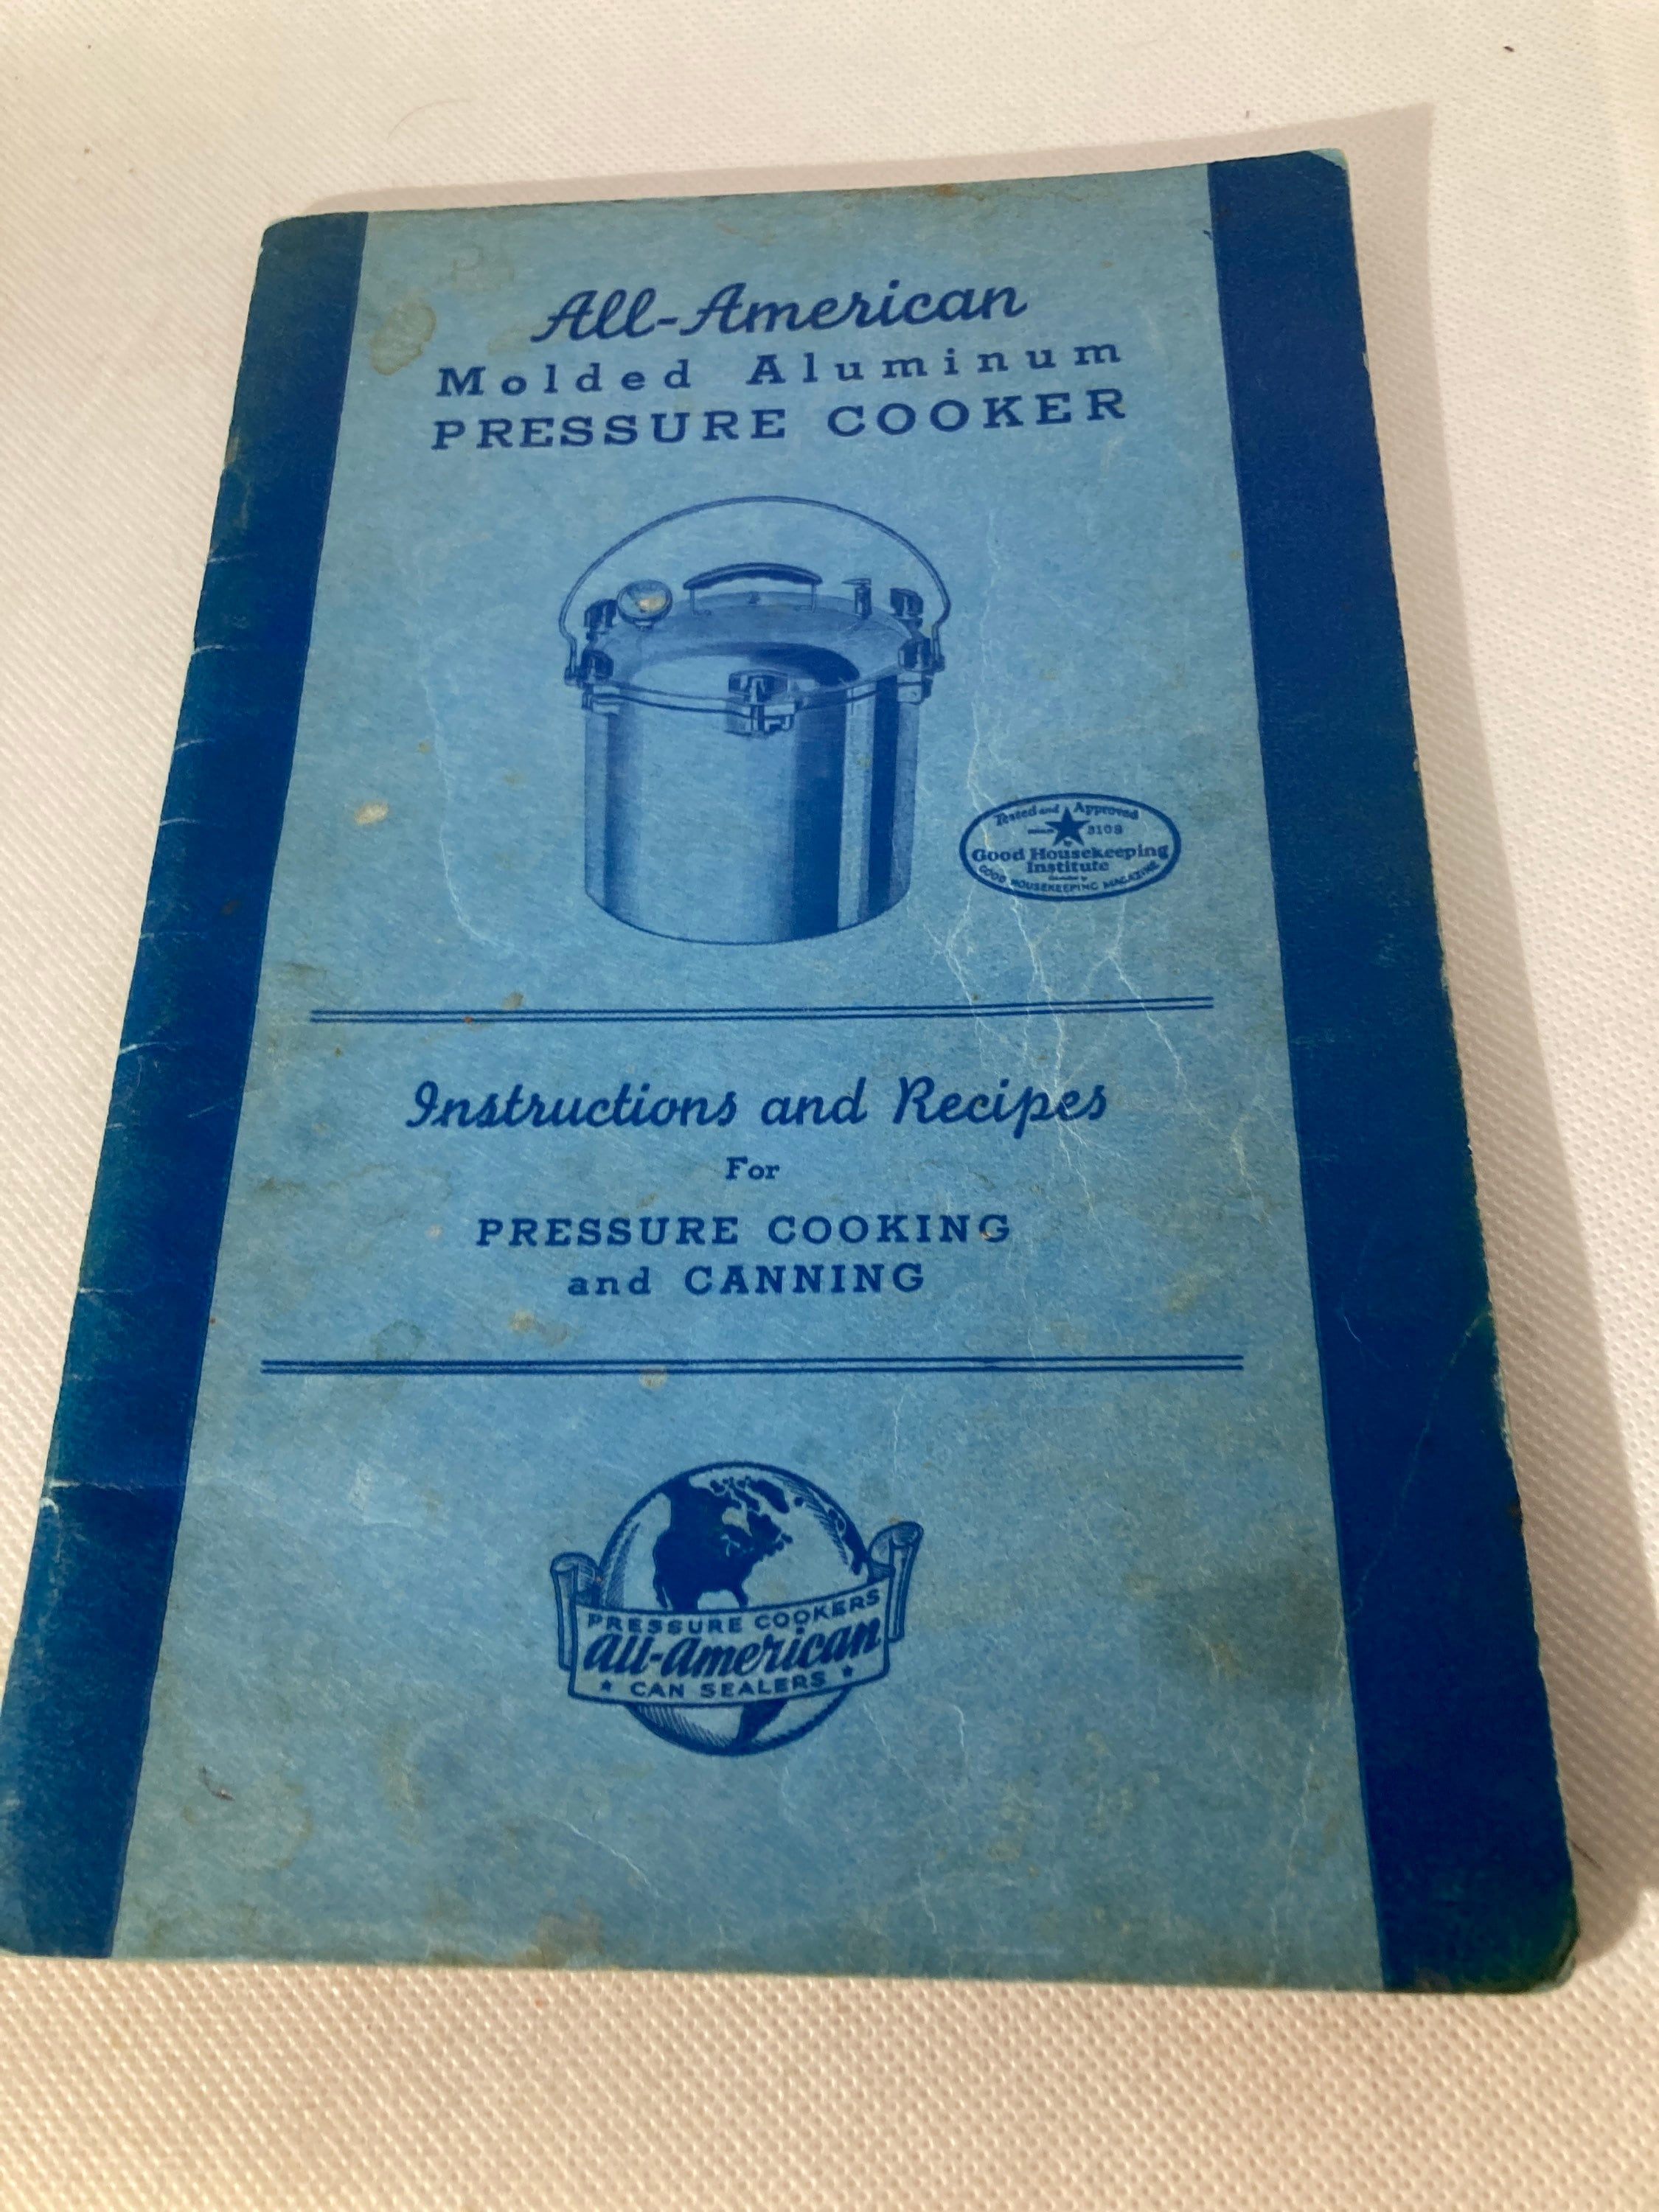 All-American
Molded Aluminum
PRESSURE COOKER
Tested and Approved
3108
Good Housekeeping
Institute
GOOD HOUSEKEEPING MAGAZINE
Instructions and Recipes
For
PRESSURE COOKING
and CANNING
PRESSURE COOKERS
All-American
CAN SEALERS